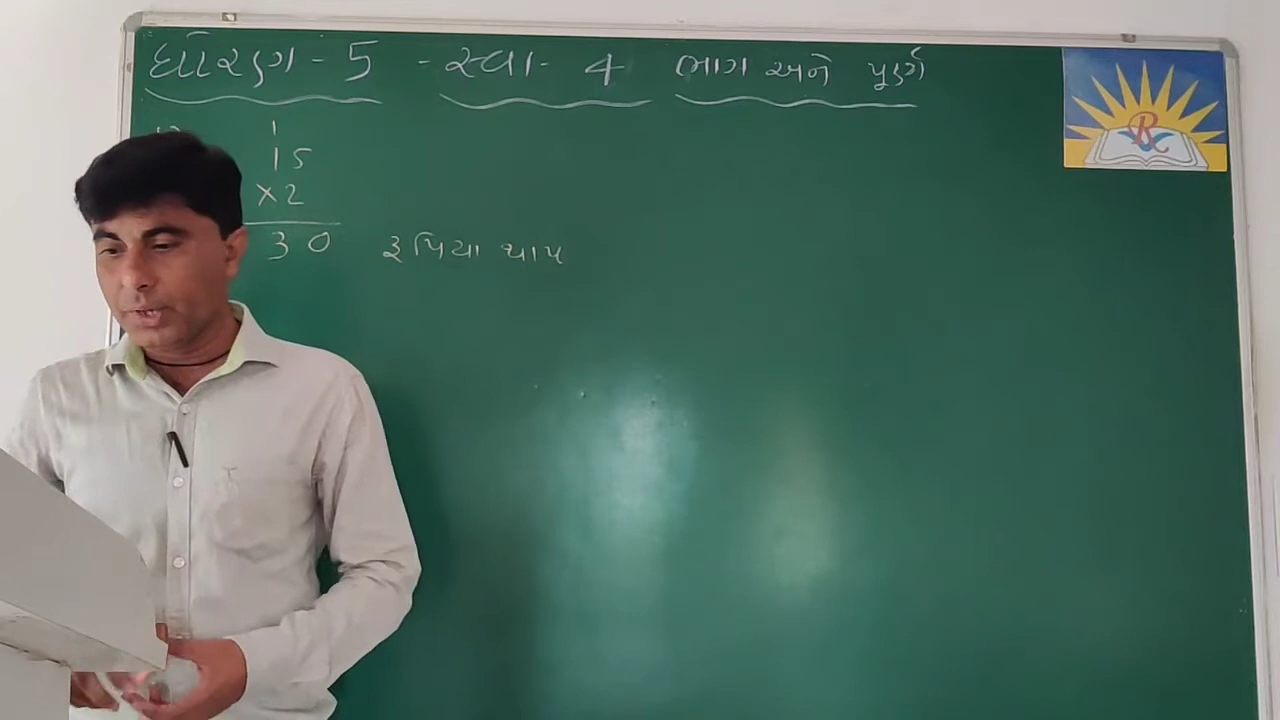 ધોરણ - 5 - સ્વા - 4 ભાગ અને પૂર્ણ
1
15
×2
30 રૂપિયા થાય